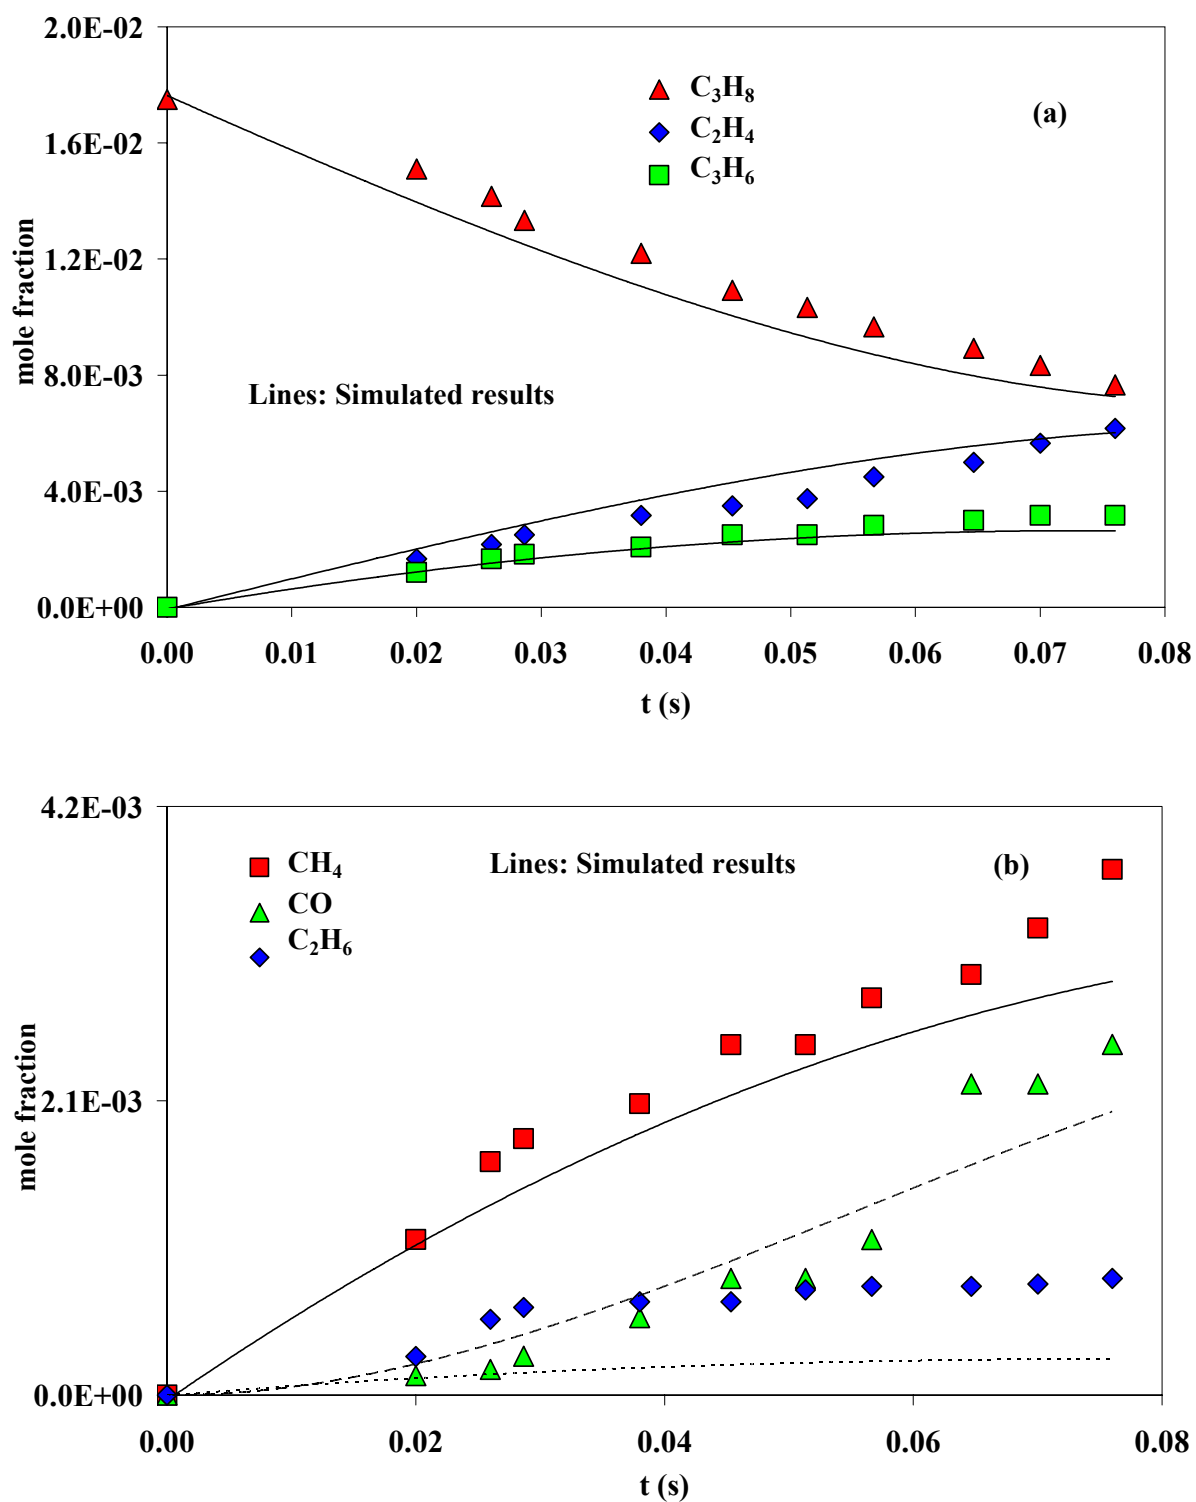 2.0E-02
C₃H₈
(a)
C₂H₄
1.6E-02
C₃H₆
1.2E-02
mole fraction
8.0E-03
Lines: Simulated results
4.0E-03
0.0E+00
0.00 0.01 0.02 0.03 0.04 0.05 0.06 0.07 0.08
t (s)
4.2E-03
CH₄ Lines: Simulated results (b)
CO
C₂H₆
mole fraction
2.1E-03
0.0E+00
0.00 0.02 0.04 0.06 0.08
t (s)